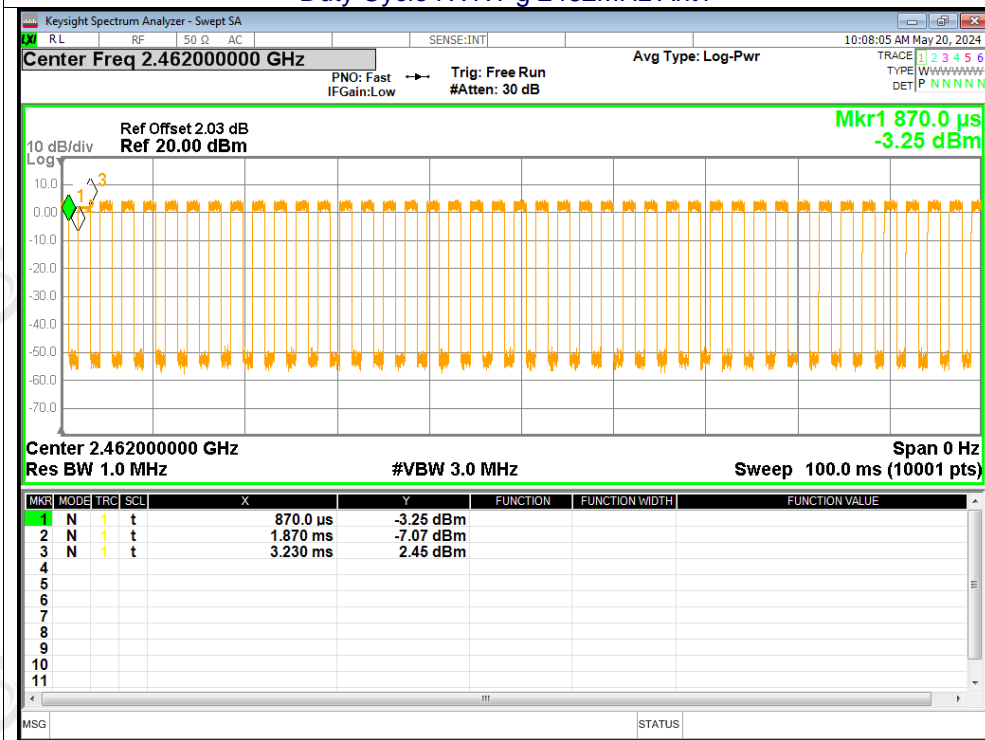 Keysight Spectrum Analyzer - Swept SA
LXI RL RF 50 Ω AC SENSE:INT 10:08:05 AM May 20, 2024
Center Freq 2.462000000 GHz Avg Type: Log-Pwr TRACE 1 2 3 4 5 6
PNO: Fast Trig: Free Run TYPE WWWWWWW
IFGain:Low #Atten: 30 dB DET P N N N N N
Mkr1 870.0 µs
-3.25 dBm
Ref Offset 2.03 dB
10 dB/div Ref 20.00 dBm
Log
10.0
0.00
-10.0
-20.0
-30.0
-40.0
-50.0
-60.0
-70.0
1
2
3
Center 2.462000000 GHz Span 0 Hz
Res BW 1.0 MHz #VBW 3.0 MHz Sweep 100.0 ms (10001 pts)
MKR MODE TRC SCL X Y FUNCTION FUNCTION WIDTH FUNCTION VALUE
1 N 1 t 870.0 µs -3.25 dBm
2 N 1 t 1.870 ms -7.07 dBm
3 N 1 t 3.230 ms 2.45 dBm
4
5
6
7
8
9
10
11
MSG STATUS